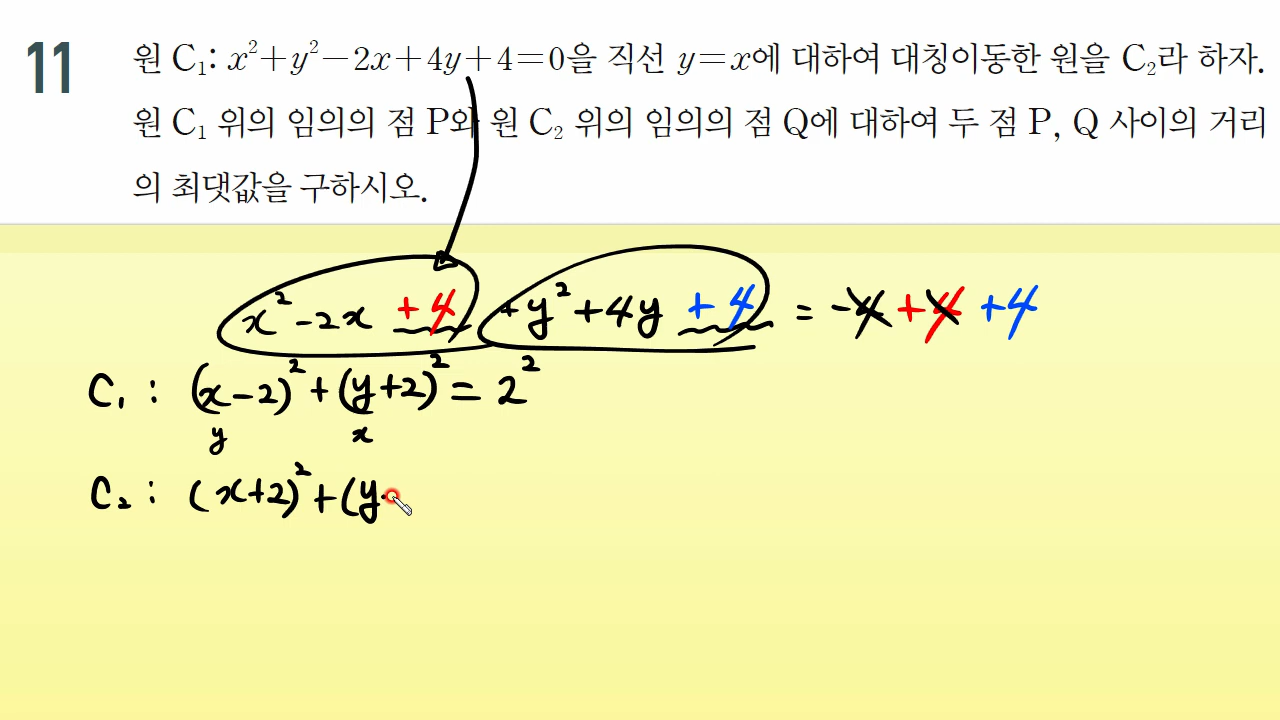 11
원 C₁: x²+y²−2x+4y+4=0을 직선 y=x에 대하여 대칭이동한 원을 C₂라 하자.
원 C₁ 위의 임의의 점 P와 원 C₂ 위의 임의의 점 Q에 대하여 두 점 P, Q 사이의 거리
의 최댓값을 구하시오.
x²−2x +4 +y²+4y +4 = −4 +4 +4
C₁ : (x−2)²+(y+2)²=2²
y x
C₂ : (x+2)²+(y